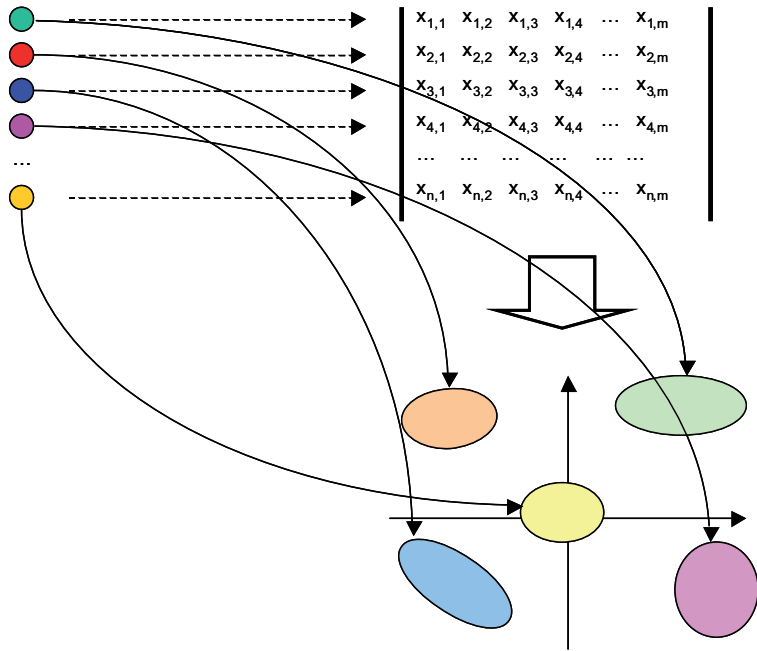 x1,1 x1,2 x1,3 x1,4 ... x1,m
x2,1 x2,2 x2,3 x2,4 ... x2,m
x3,1 x3,2 x3,3 x3,4 ... x3,m
x4,1 x4,2 x4,3 x4,4 ... x4,m
... ... ... ... ... ... ...
xn,1 xn,2 xn,3 xn,4 ... xn,m